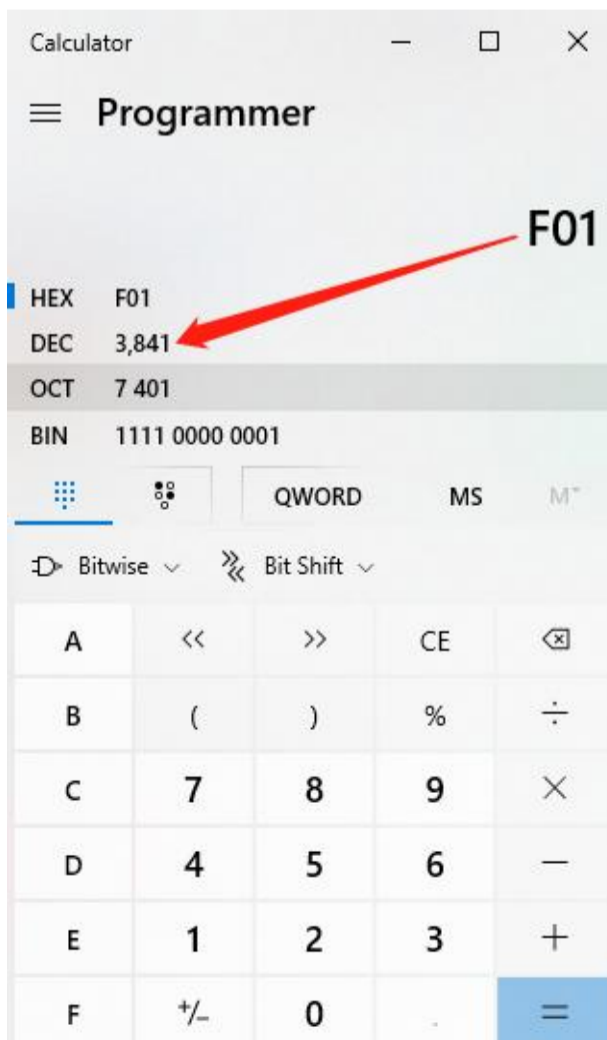 Calculator
Programmer
F01
HEX F01
DEC 3,841
OCT 7 401
BIN 1111 0000 0001
QWORD MS M˅
Bitwise Bit Shift
A << >> CE
B ( ) % ÷
C 7 8 9 ×
D 4 5 6 −
E 1 2 3 +
F +/− 0 . =